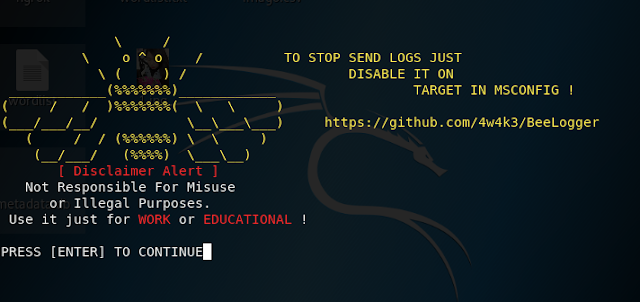 TO STOP SEND LOGS JUST
DISABLE IT ON
TARGET IN MSCONFIG !
https://github.com/4w4k3/BeeLogger
[ Disclaimer Alert ]
Not Responsible For Misuse
or Illegal Purposes.
Use it just for WORK or EDUCATIONAL !
PRESS [ENTER] TO CONTINUE